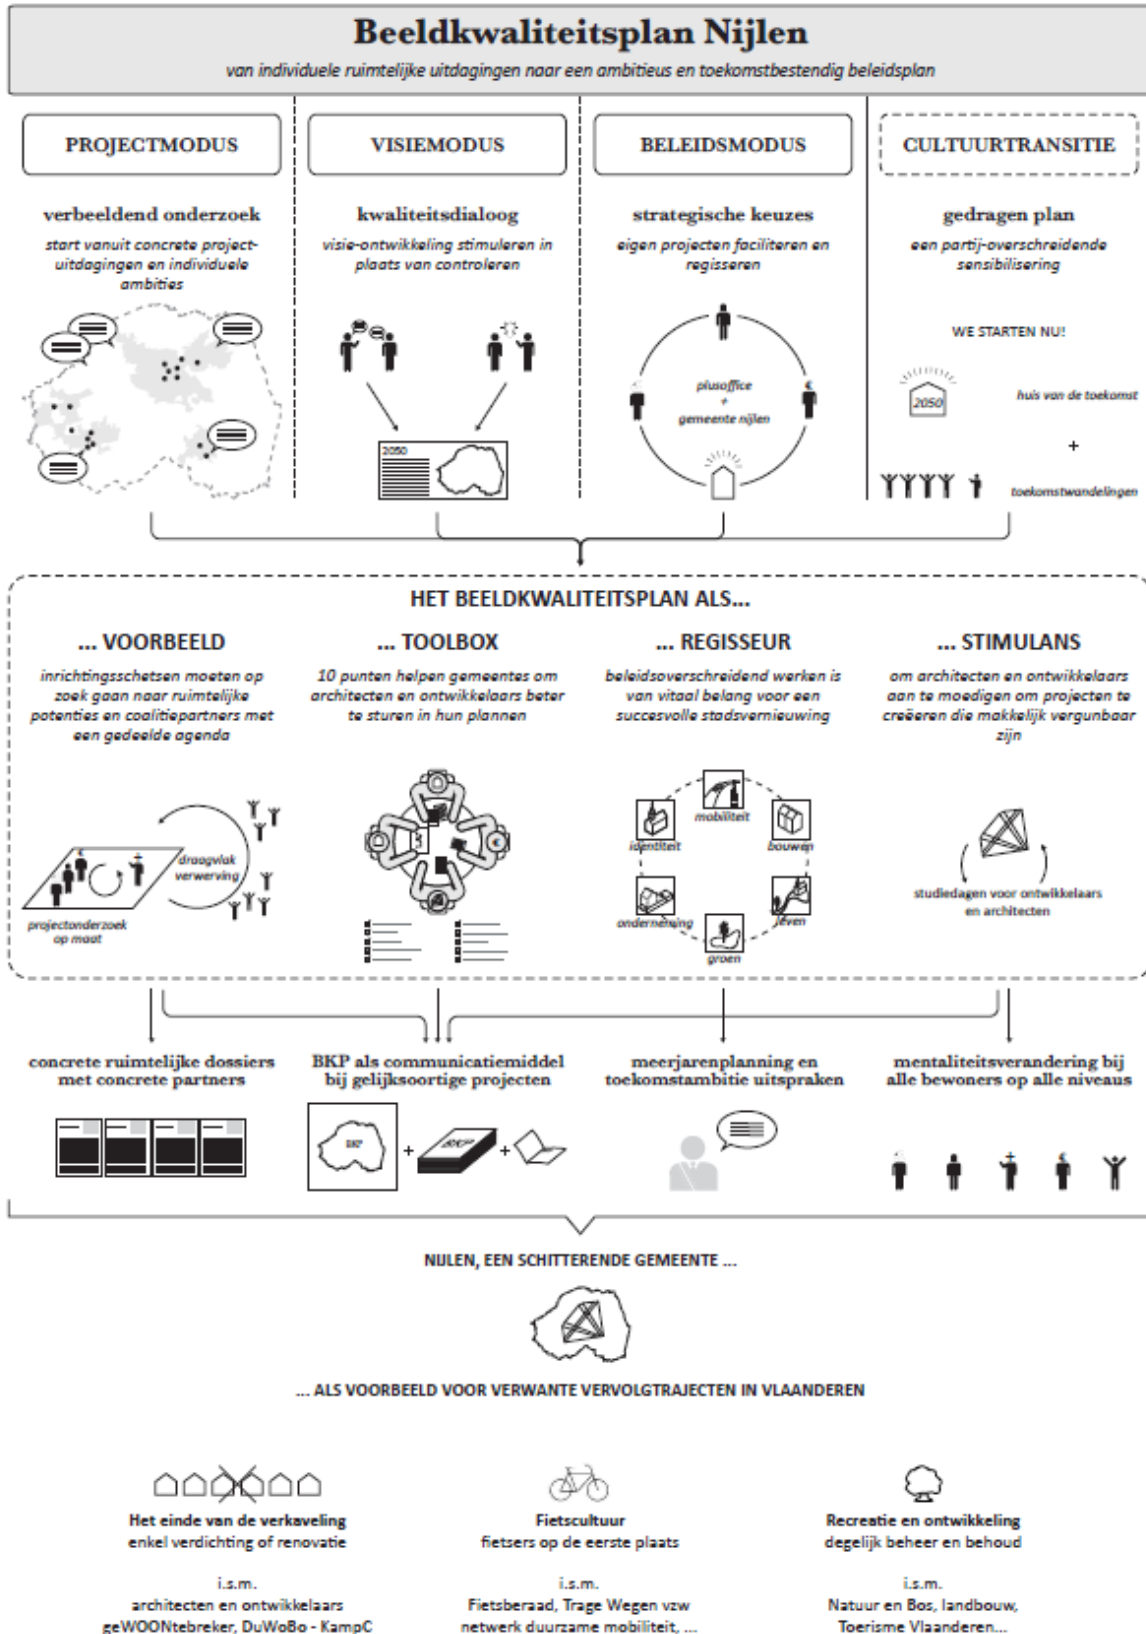 Beeldkwaliteitsplan Nijlen
van individuele ruimtelijke uitdagingen naar een ambitieus en toekomstbestendig beleidsplan
PROJECTMODUS
verbeeldend onderzoek
start vanuit concrete project-
uitdagingen en individuele
ambities
VISIEMODUS
kwaliteitsdialoog
visie-ontwikkeling stimuleren in
plaats van controleren
2050
BELEIDSMODUS
strategische keuzes
eigen projecten faciliteren en
regisseren
€
plusoffice
+
gemeente nijlen
CULTUURTRANSITIE
gedragen plan
een partij-overschreidende
sensibilisering
WE STARTEN NU!
2050
huis van de toekomst
+
toekomstwandelingen
HET BEELDKWALITEITSPLAN ALS...
... VOORBEELD
inrichtingsschetsen moeten op
zoek gaan naar ruimtelijke
potenties en coalitiepartners met
een gedeelde agenda
€
draagvlak
verwerving
projectonderzoek
op maat
... TOOLBOX
10 punten helpen gemeentes om
architecten en ontwikkelaars beter
te sturen in hun plannen
€
... REGISSEUR
beleidsoverschreidend werken is
van vitaal belang voor een
succesvolle stadsvernieuwing
mobiliteit
identiteit
bouwen
onderneming
leven
groen
... STIMULANS
om architecten en ontwikkelaars
aan te moedigen om projecten te
creëeren die makkelijk vergunbaar
zijn
studiedagen voor ontwikkelaars
en architecten
concrete ruimtelijke dossiers
met concrete partners
BKP als communicatiemiddel
bij gelijksoortige projecten
BKP
+
BKP
+
meerjarenplanning en
toekomstambitie uitspraken
mentaliteitsverandering bij
alle bewoners op alle niveaus
€
NIJLEN, EEN SCHITTERENDE GEMEENTE ...
... ALS VOORBEELD VOOR VERWANTE VERVOLGTRAJECTEN IN VLAANDEREN
Het einde van de verkaveling
enkel verdichting of renovatie
i.s.m.
architecten en ontwikkelaars
geWOONtebreker, DuWoBo - KampC
Fietscultuur
fietsers op de eerste plaats
i.s.m.
Fietsberaad, Trage Wegen vzw
netwerk duurzame mobiliteit, ...
Recreatie en ontwikkeling
degelijk beheer en behoud
i.s.m.
Natuur en Bos, landbouw,
Toerisme Vlaanderen...